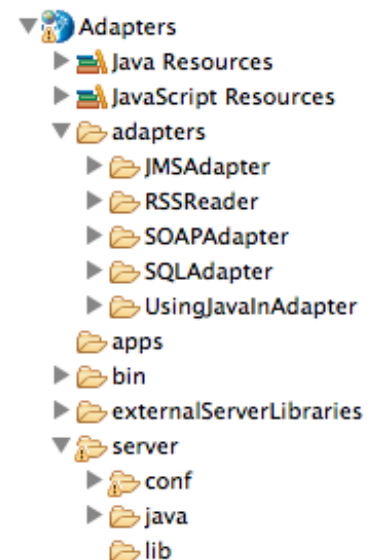 Adapters
Java Resources
JavaScript Resources
adapters
JMSAdapter
RSSReader
SOAPAdapter
SQLAdapter
UsingJavaInAdapter
apps
bin
externalServerLibraries
server
conf
java
lib